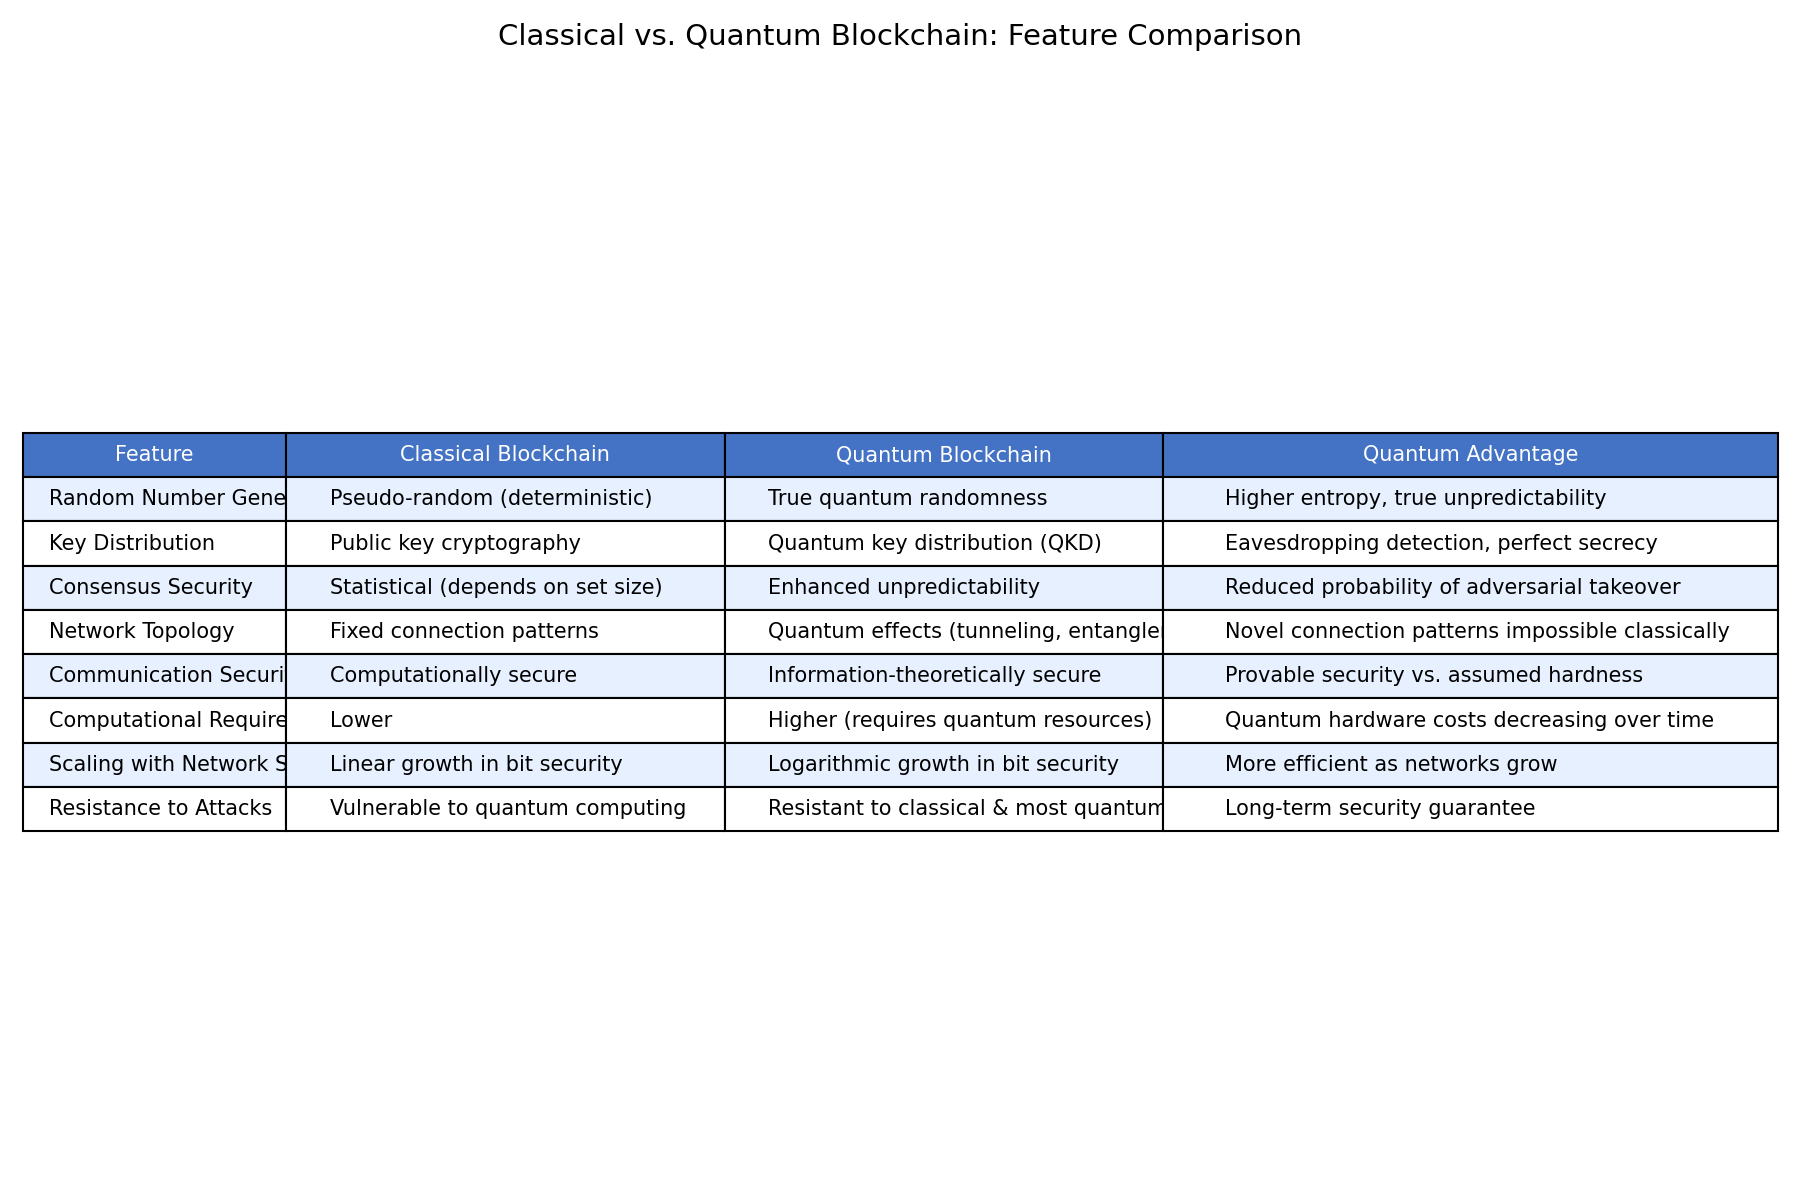 Classical vs. Quantum Blockchain: Feature Comparison
Feature Classical Blockchain Quantum Blockchain Quantum Advantage
Random Number Gene Pseudo-random (deterministic) True quantum randomness Higher entropy, true unpredictability
Key Distribution Public key cryptography Quantum key distribution (QKD) Eavesdropping detection, perfect secrecy
Consensus Security Statistical (depends on set size) Enhanced unpredictability Reduced probability of adversarial takeover
Network Topology Fixed connection patterns Quantum effects (tunneling, entangle Novel connection patterns impossible classically
Communication Securi Computationally secure Information-theoretically secure Provable security vs. assumed hardness
Computational Require Lower Higher (requires quantum resources) Quantum hardware costs decreasing over time
Scaling with Network S Linear growth in bit security Logarithmic growth in bit security More efficient as networks grow
Resistance to Attacks Vulnerable to quantum computing Resistant to classical & most quantum Long-term security guarantee